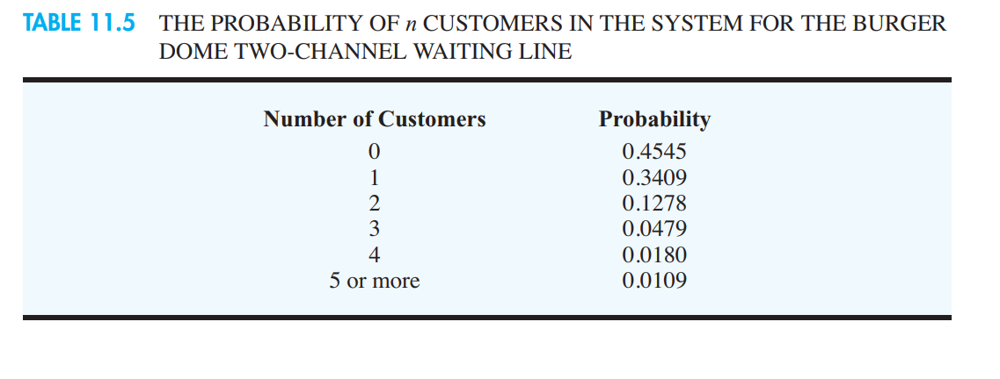 TABLE 11.5 THE PROBABILITY OF n CUSTOMERS IN THE SYSTEM FOR THE BURGER
DOME TWO-CHANNEL WAITING LINE
Number of Customers Probability
0 0.4545
1 0.3409
2 0.1278
3 0.0479
4 0.0180
5 or more 0.0109